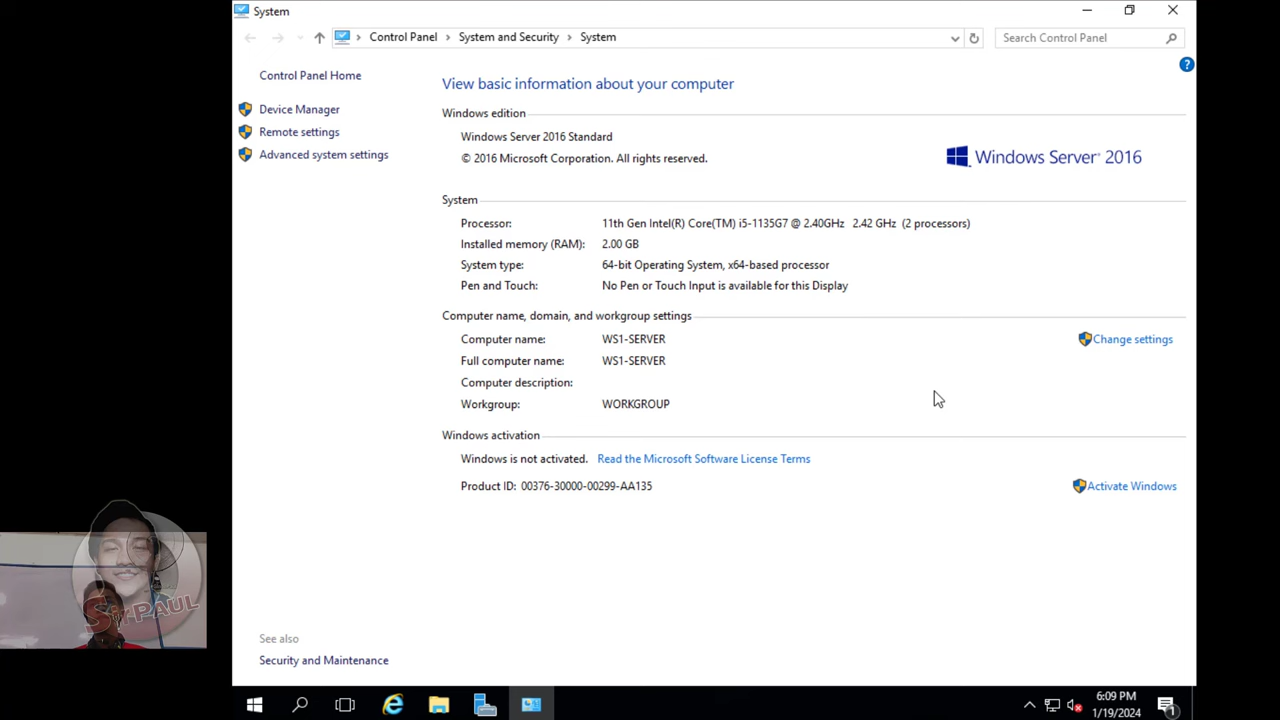 System
Control Panel System and Security System
Search Control Panel
Control Panel Home
Device Manager
Remote settings
Advanced system settings
See also
Security and Maintenance
View basic information about your computer
Windows edition
Windows Server 2016 Standard
© 2016 Microsoft Corporation. All rights reserved.
Windows Server® 2016
System
Processor: 11th Gen Intel(R) Core(TM) i5-1135G7 @ 2.40GHz 2.42 GHz (2 processors)
Installed memory (RAM): 2.00 GB
System type: 64-bit Operating System, x64-based processor
Pen and Touch: No Pen or Touch Input is available for this Display
Computer name, domain, and workgroup settings
Computer name: WS1-SERVER
Change settings
Full computer name: WS1-SERVER
Computer description:
Workgroup: WORKGROUP
Windows activation
Windows is not activated. Read the Microsoft Software License Terms
Product ID: 00376-30000-00299-AA135
Activate Windows
SirPAUL
6:09 PM
1/19/2024
1